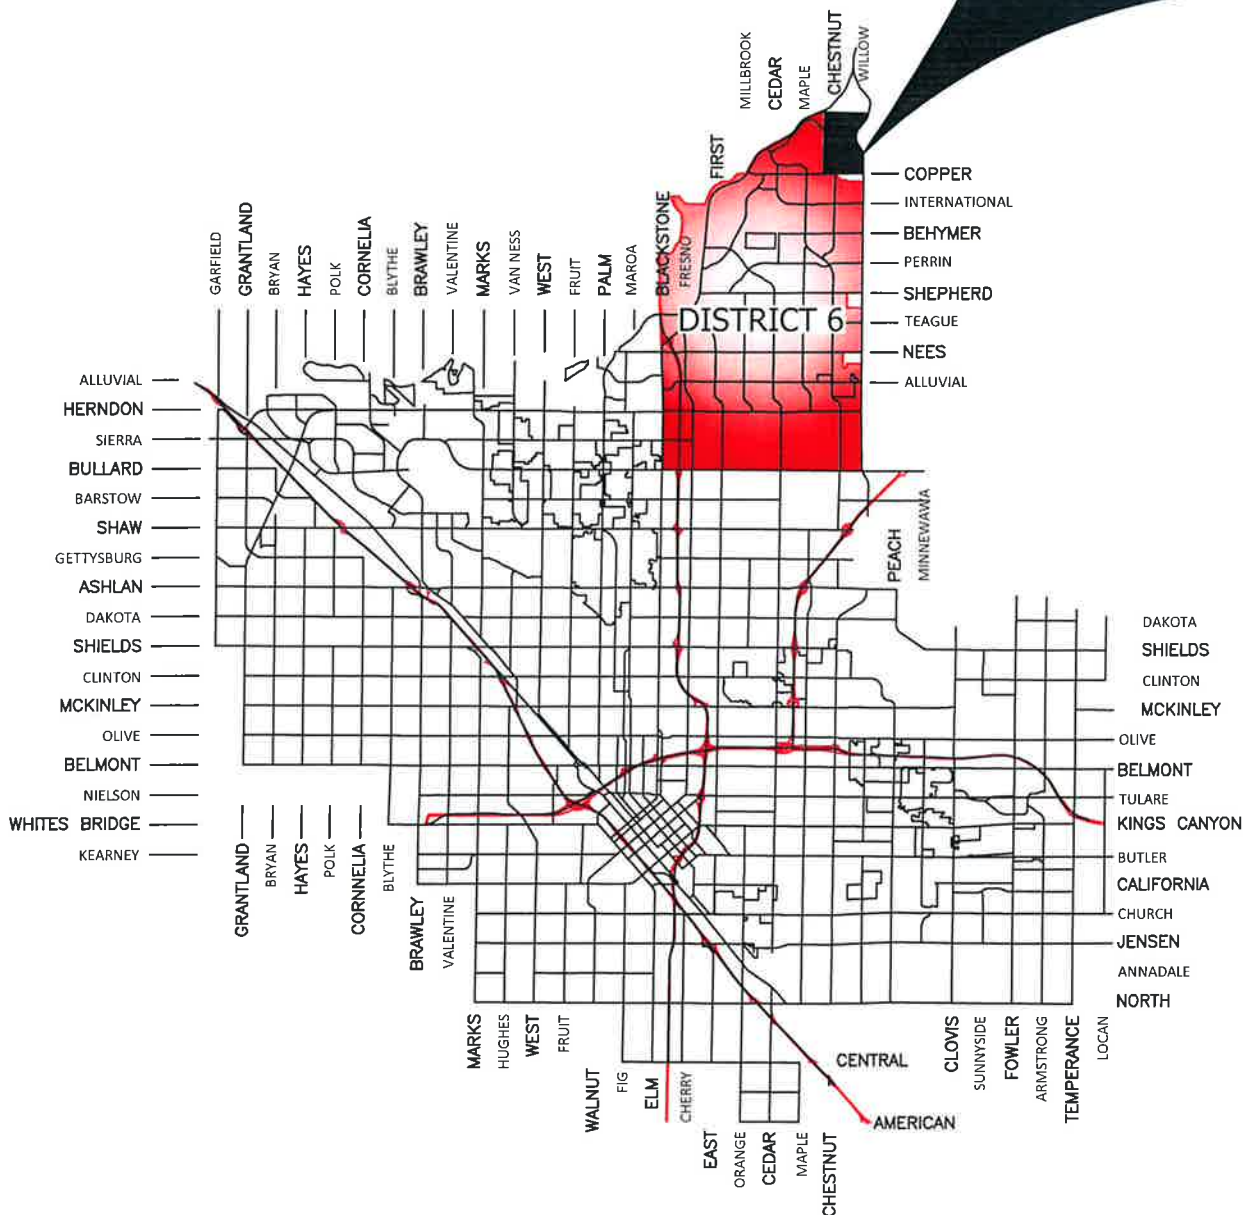 MILLBROOK
CEDAR
MAPLE
CHESTNUT
WILLOW
FIRST
BLACKSTONE
FRESNO
COPPER
INTERNATIONAL
BEHYMER
PERRIN
SHEPHERD
TEAGUE
NEES
ALLUVIAL
DISTRICT 6
GARFIELD
GRANTLAND
BRYAN
HAYES
POLK
CORNELIA
BLYTHE
BRAWLEY
VALENTINE
MARKS
VAN NESS
WEST
FRUIT
PALM
MAROA
ALLUVIAL
HERNDON
SIERRA
BULLARD
BARSTOW
SHAW
GETTYSBURG
ASHLAN
DAKOTA
SHIELDS
CLINTON
MCKINLEY
OLIVE
BELMONT
NIELSON
WHITES BRIDGE
KEARNEY
PEACH
MINNEWAWA
DAKOTA
SHIELDS
CLINTON
MCKINLEY
OLIVE
BELMONT
TULARE
KINGS CANYON
BUTLER
CALIFORNIA
CHURCH
JENSEN
ANNADALE
NORTH
GRANTLAND
BRYAN
HAYES
POLK
CORNNELIA
BLYTHE
BRAWLEY
VALENTINE
MARKS
HUGHES
WEST
FRUIT
WALNUT
FIG
ELM
CHERRY
EAST
ORANGE
CEDAR
MAPLE
CHESTNUT
CENTRAL
AMERICAN
CLOVIS
SUNNYSIDE
FOWLER
ARMSTRONG
TEMPERANCE
LOCAN